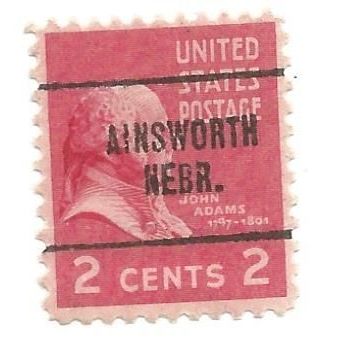 UNITED
STATES
POSTAGE
AINSWORTH
NEBR.
JOHN
ADAMS
1797-1801
2 CENTS 2